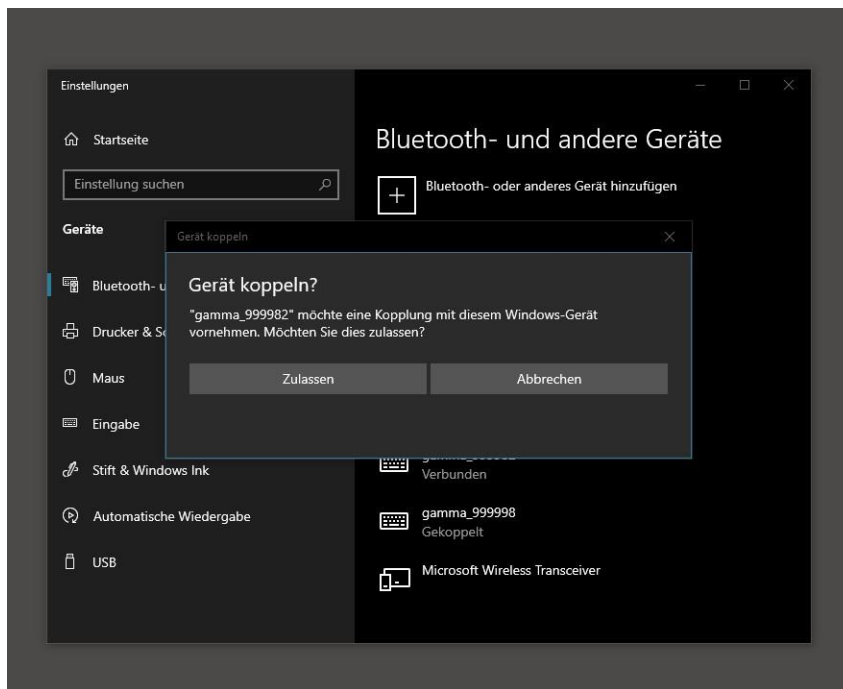 Einstellungen
Startseite
Einstellung suchen
Geräte
Bluetooth- u
Drucker & Sc
Maus
Eingabe
Stift & Windows Ink
Automatische Wiedergabe
USB
Bluetooth- und andere Geräte
Bluetooth- oder anderes Gerät hinzufügen
Gerät koppeln
Gerät koppeln?
"gamma_999982" möchte eine Kopplung mit diesem Windows-Gerät
vornehmen. Möchten Sie dies zulassen?
Zulassen
Abbrechen
Verbunden
gamma_999998
Gekoppelt
Microsoft Wireless Transceiver